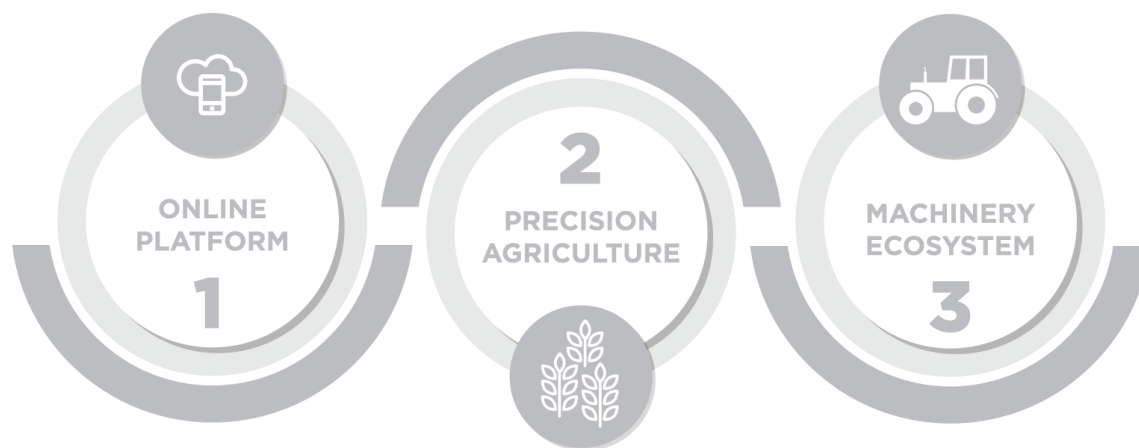 ONLINE
PLATFORM
1
2
PRECISION
AGRICULTURE
MACHINERY
ECOSYSTEM
3